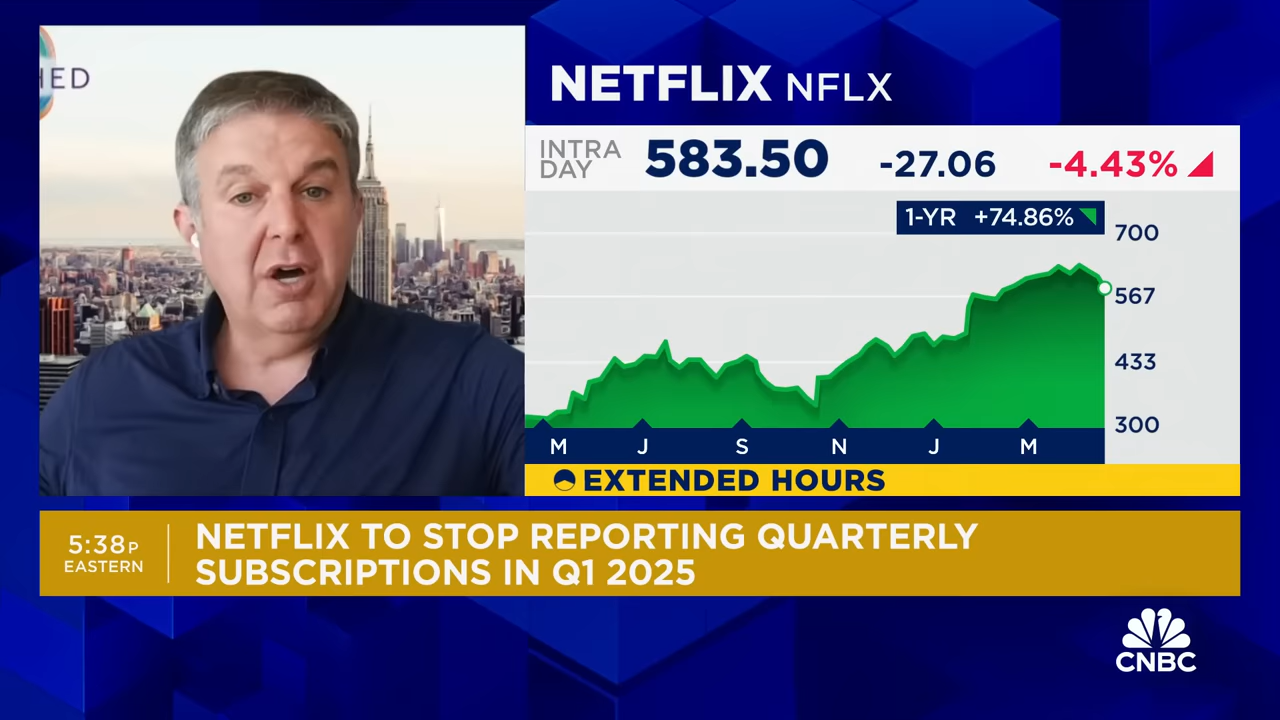 HED
NETFLIX NFLX
INTRA DAY 583.50 -27.06 -4.43%
1-YR +74.86%
700
567
433
300
M J S N J M
EXTENDED HOURS
5:38P EASTERN
NETFLIX TO STOP REPORTING QUARTERLY
SUBSCRIPTIONS IN Q1 2025
CNBC